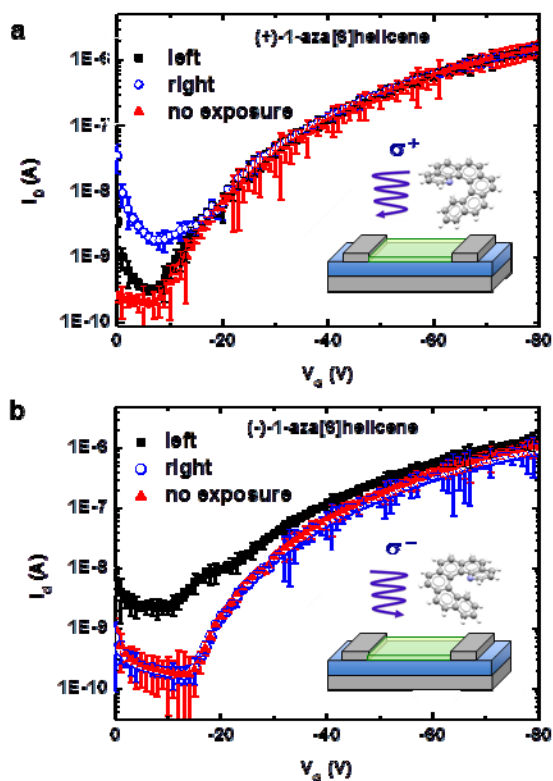 a
(+)-1-aza[6]helicene
left
right
no exposure
σ+
I_D (A)
1E-6
1E-7
1E-8
1E-9
1E-10
0 -20 -40 -60 -80
V_G (V)
b
(-)-1-aza[6]helicene
left
right
no exposure
σ−
I_d (A)
1E-6
1E-7
1E-8
1E-9
1E-10
0 -20 -40 -60 -80
V_G (V)